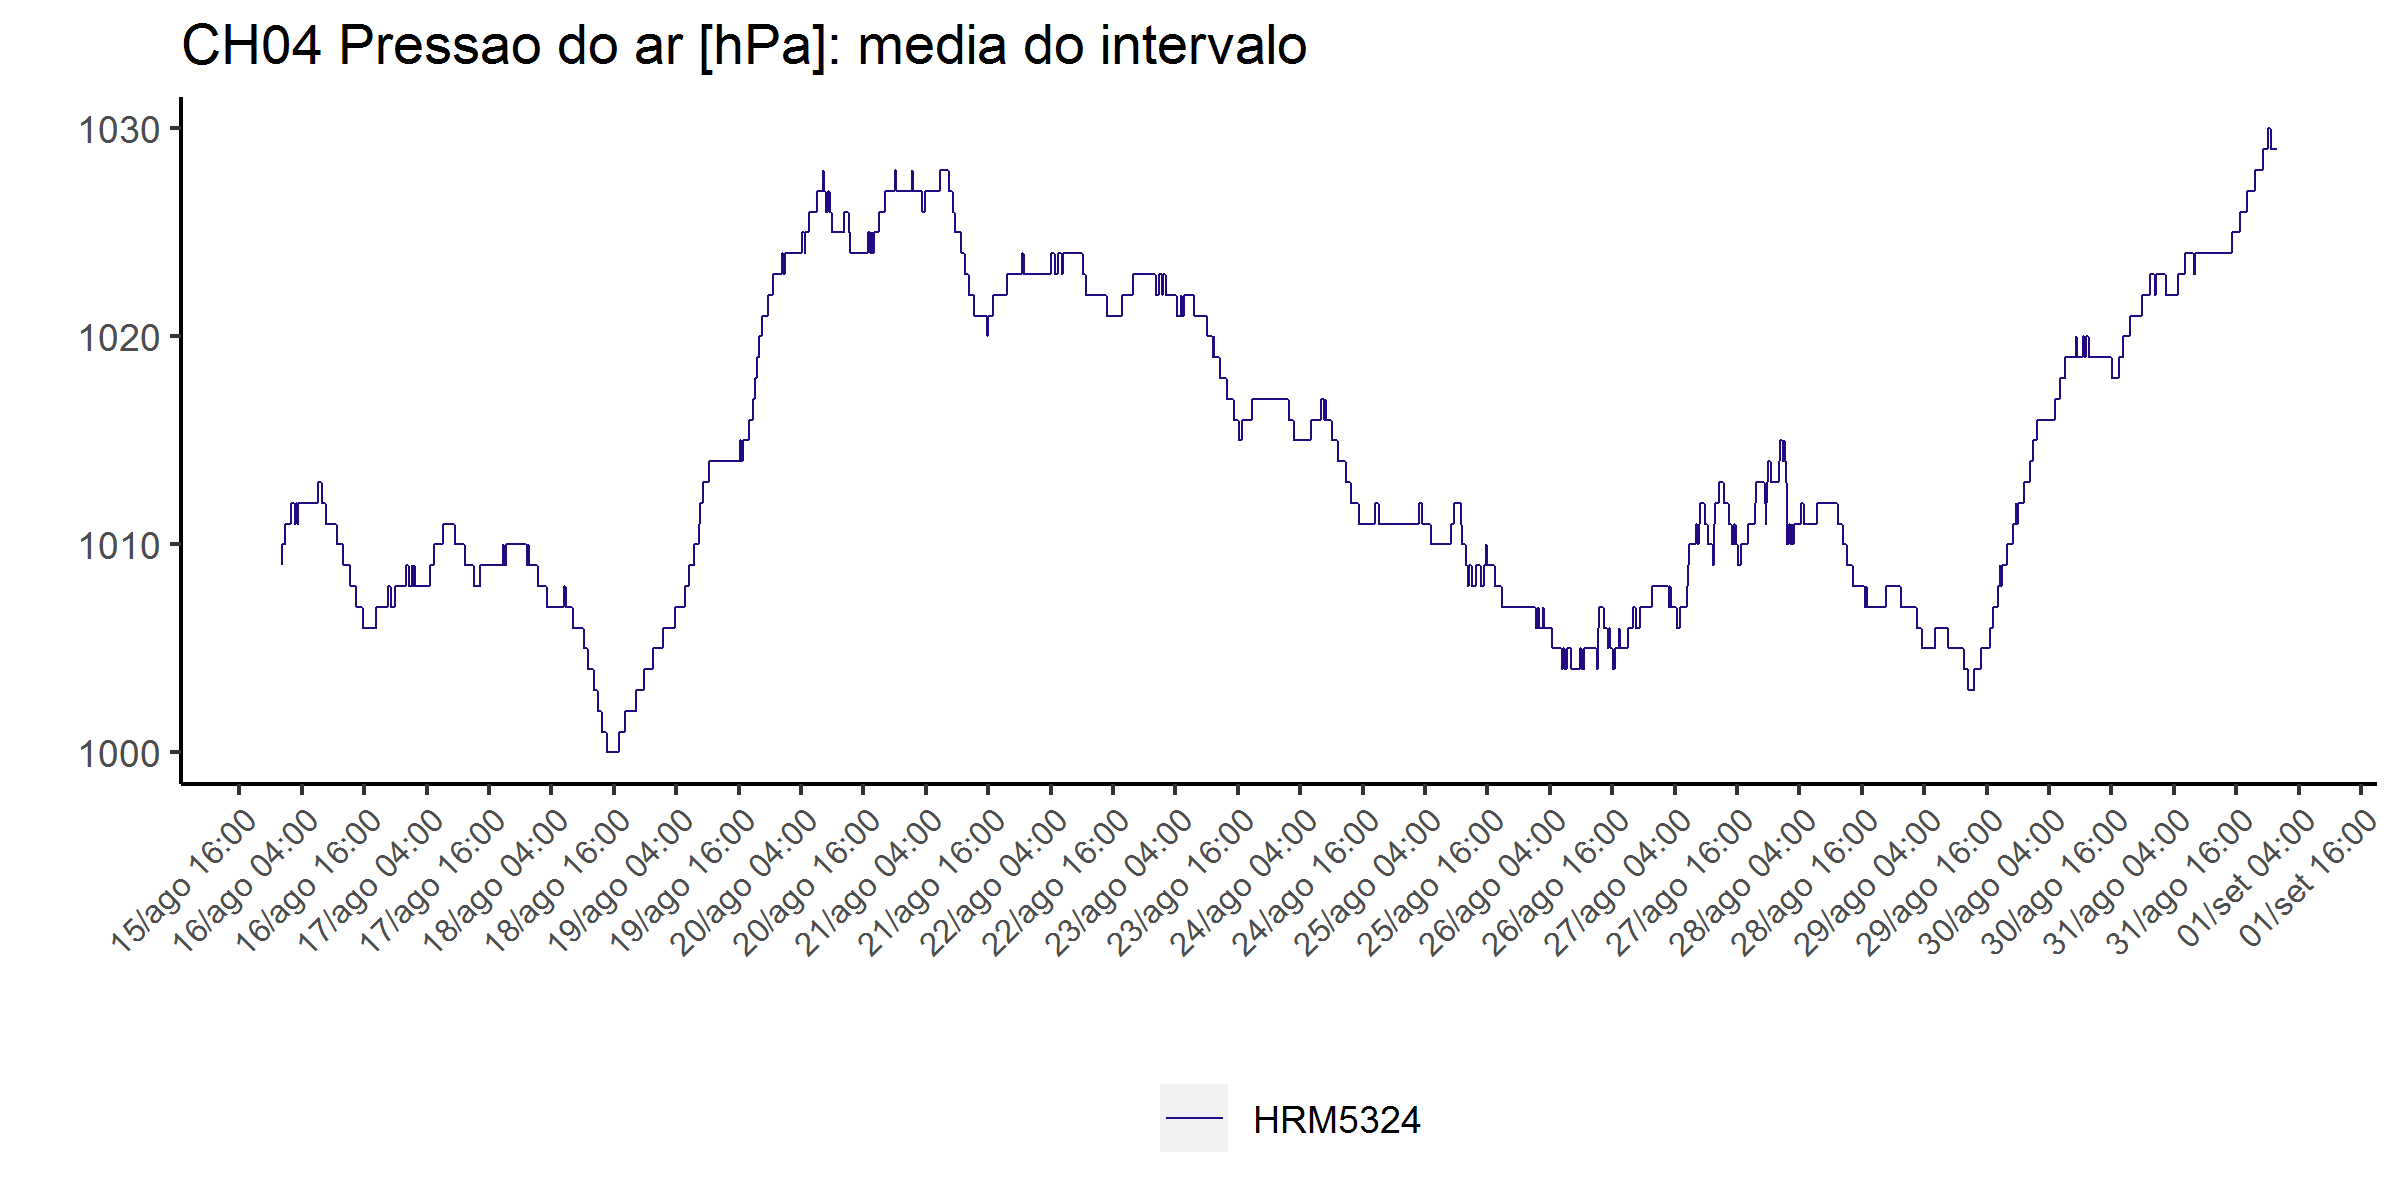 CH04 Pressao do ar [hPa]: media do intervalo
1030
1020
1010
1000
15/ago 16:00
16/ago 04:00
16/ago 16:00
17/ago 04:00
17/ago 16:00
18/ago 04:00
18/ago 16:00
19/ago 04:00
19/ago 16:00
20/ago 04:00
20/ago 16:00
21/ago 04:00
21/ago 16:00
22/ago 04:00
22/ago 16:00
23/ago 04:00
23/ago 16:00
24/ago 04:00
24/ago 16:00
25/ago 04:00
25/ago 16:00
26/ago 04:00
26/ago 16:00
27/ago 04:00
27/ago 16:00
28/ago 04:00
28/ago 16:00
29/ago 04:00
29/ago 16:00
30/ago 04:00
30/ago 16:00
31/ago 04:00
31/ago 16:00
01/set 04:00
01/set 16:00
HRM5324